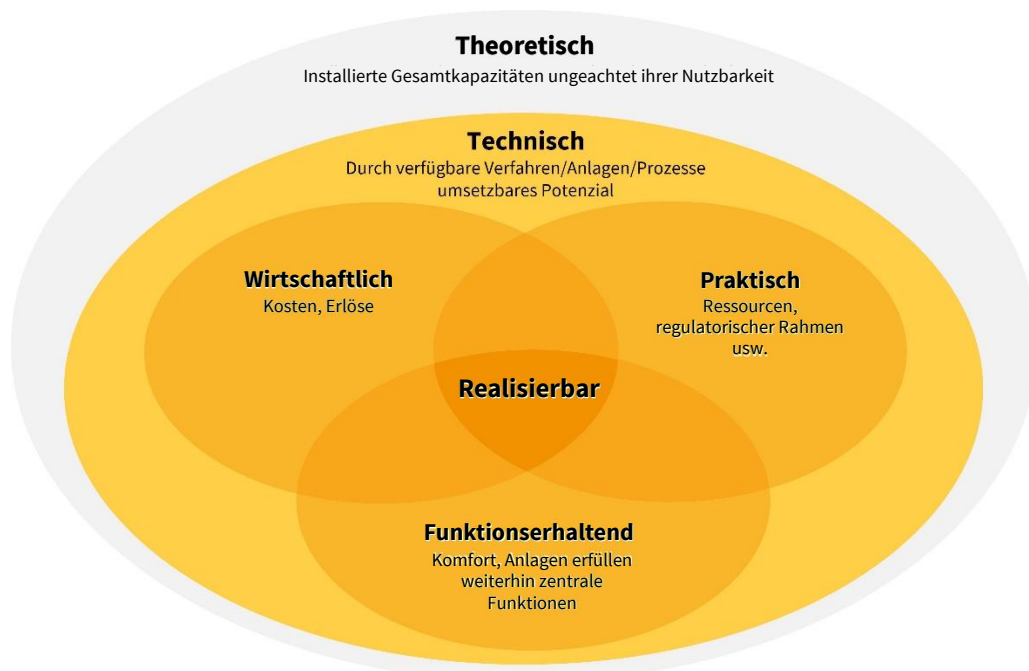 Theoretisch
Installierte Gesamtkapazitäten ungeachtet ihrer Nutzbarkeit
Technisch
Durch verfügbare Verfahren/Anlagen/Prozesse
umsetzbares Potenzial
Wirtschaftlich
Kosten, Erlöse
Praktisch
Ressourcen,
regulatorischer Rahmen
usw.
Realisierbar
Funktionserhaltend
Komfort, Anlagen erfüllen
weiterhin zentrale
Funktionen